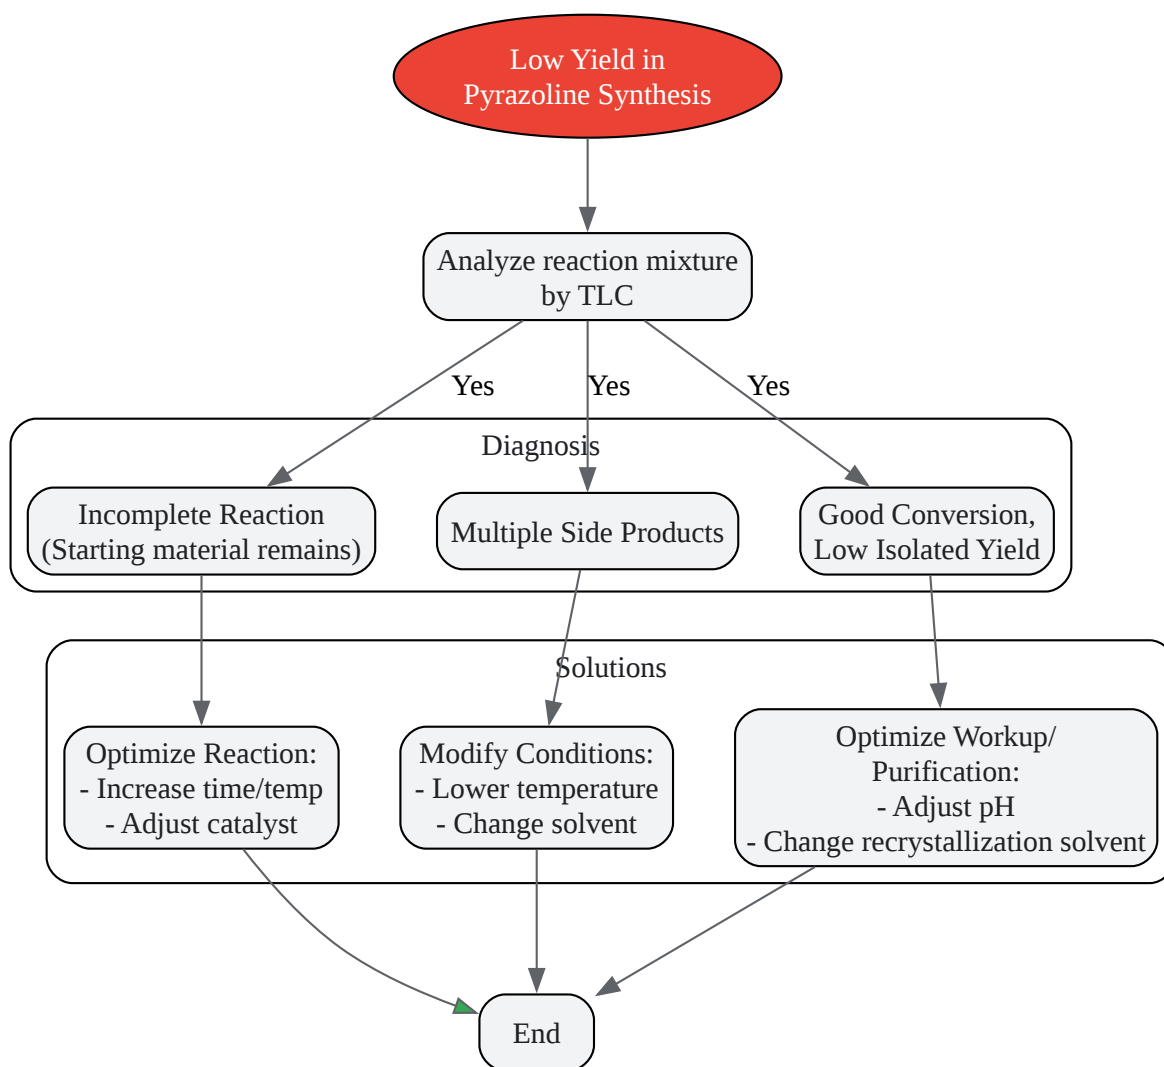 Low Yield in
Pyrazoline Synthesis
Analyze reaction mixture
by TLC
Yes
Yes
Yes
Diagnosis
Incomplete Reaction
(Starting material remains)
Multiple Side Products
Good Conversion,
Low Isolated Yield
Solutions
Optimize Reaction:
- Increase time/temp
- Adjust catalyst
Modify Conditions:
- Lower temperature
- Change solvent
Optimize Workup/
Purification:
- Adjust pH
- Change recrystallization solvent
End